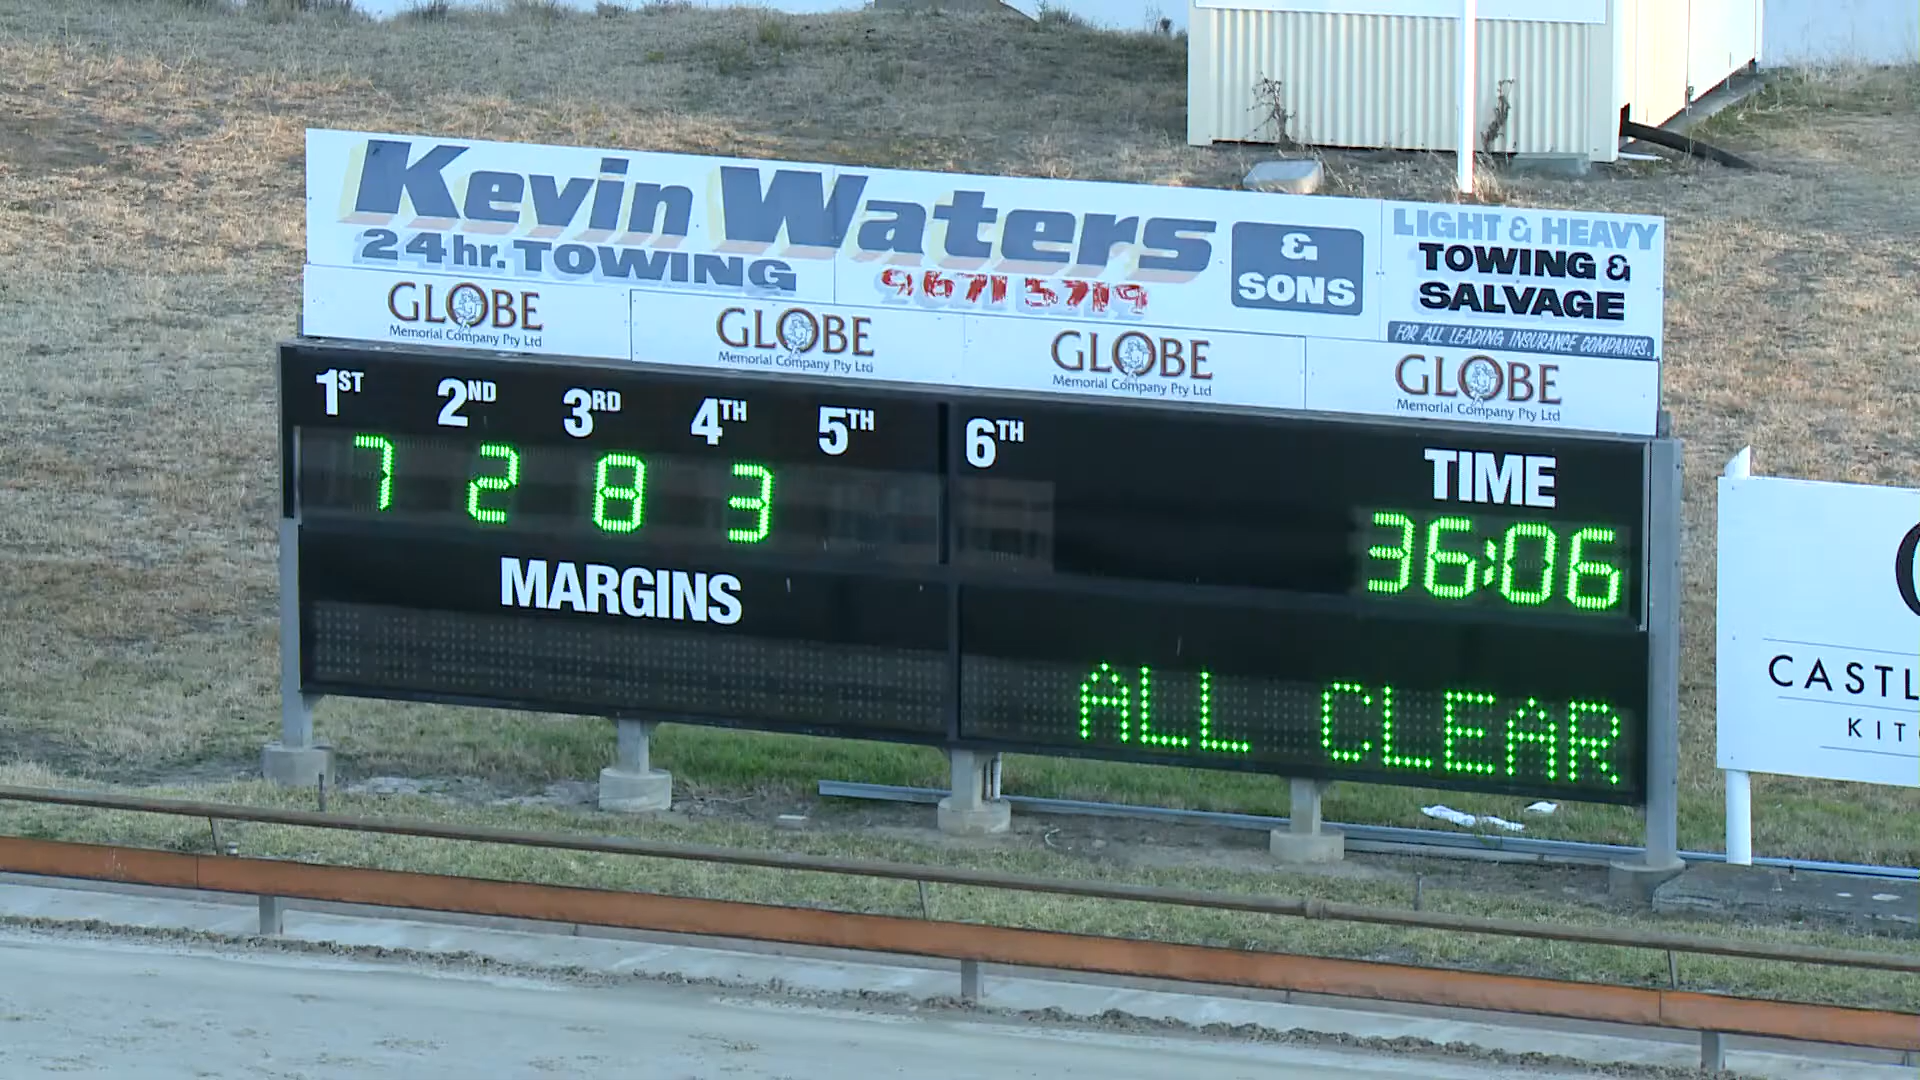 Kevin Waters
& SONS
24hr. TOWING
9671 5719
LIGHT & HEAVY
TOWING &
SALVAGE
FOR ALL LEADING INSURANCE COMPANIES.
GLOBE
Memorial Company Pty Ltd
GLOBE
Memorial Company Pty Ltd
GLOBE
Memorial Company Pty Ltd
GLOBE
Memorial Company Pty Ltd
1ST 2ND 3RD 4TH 5TH 6TH
7 2 8 3
TIME
36:06
MARGINS
ALL CLEAR
CASTL
KIT